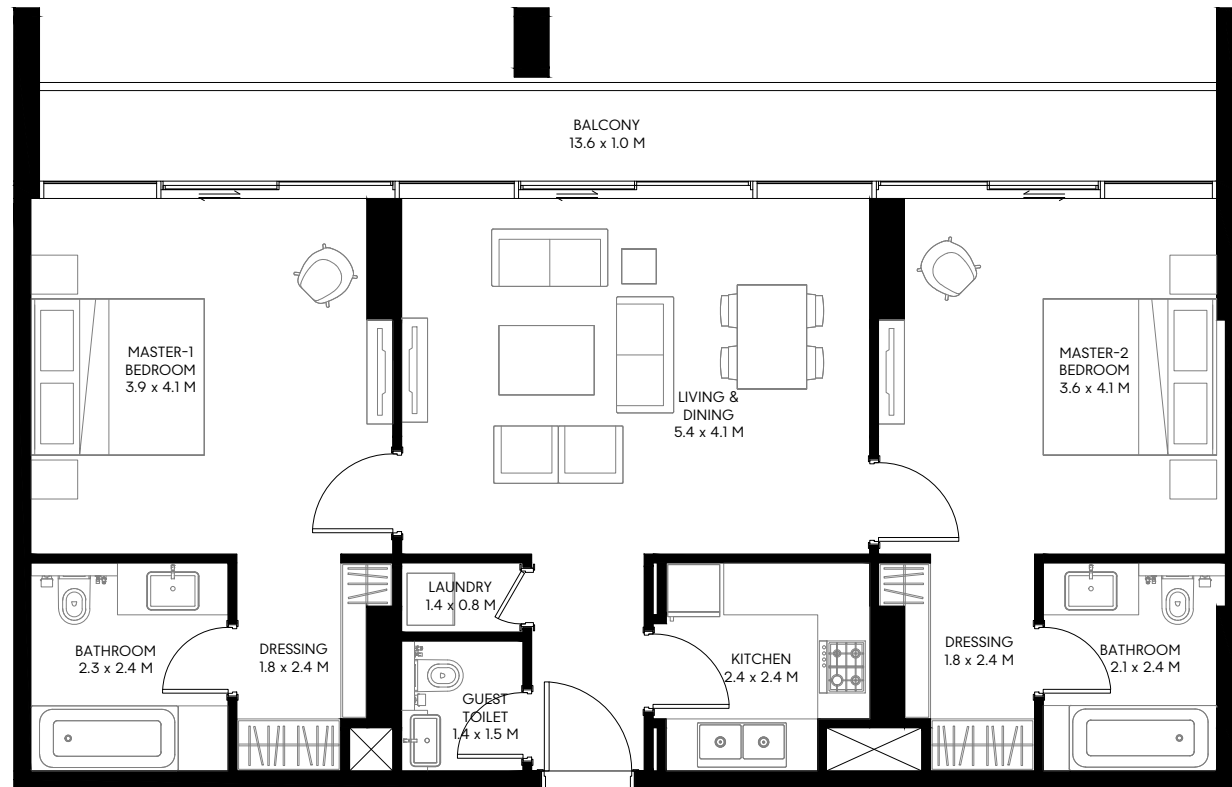 BALCONY
13.6 x 1.0 M
MASTER-1
BEDROOM
3.9 x 4.1 M
LIVING &
DINING
5.4 x 4.1 M
MASTER-2
BEDROOM
3.6 x 4.1 M
BATHROOM
2.3 x 2.4 M
DRESSING
1.8 x 2.4 M
LAUNDRY
1.4 x 0.8 M
GUEST
TOILET
1.4 x 1.5 M
KITCHEN
2.4 x 2.4 M
DRESSING
1.8 x 2.4 M
BATHROOM
2.1 x 2.4 M